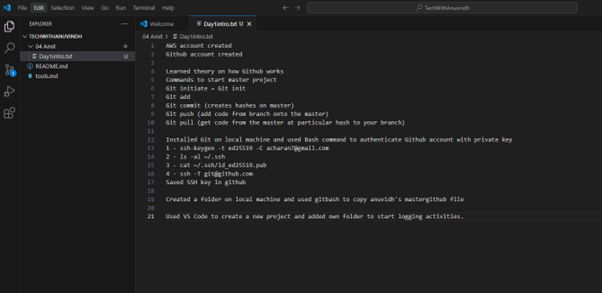 File Edit Selection View Go Run Terminal Help
TechWithAnuvindh
EXPLORER
TECHWITHANUVINDH
04 Amit
Day1intro.txt U
README.md
tools.md
Welcome
Day1intro.txt U
04 Amit > Day1intro.txt
1 AWS account created
2 Github account created
3
4 Learned theory on how Github works
5 Commands to start master project
6 Git initiate = Git init
7 Git add
8 Git commit (creates hashes on master)
9 Git push (add code from branch onto the master)
10 Git pull (get code from the master at particular hash to your branch)
11
12 Installed Git on local machine and used Bash command to authenticate Github account with private key
13 1 - ssh-keygen -t ed25519 -C acharan7@gmail.com
14 2 - ls -al ~/.ssh
15 3 - cat ~/.ssh/id_ed25519.pub
16 4 - ssh -T git@github.com
17 Saved SSH key in github
18
19 Created a folder on local machine and used gitbash to copy anuvidh's mastergithub file
20
21 Used VS Code to create a new project and added own folder to start logging activities.